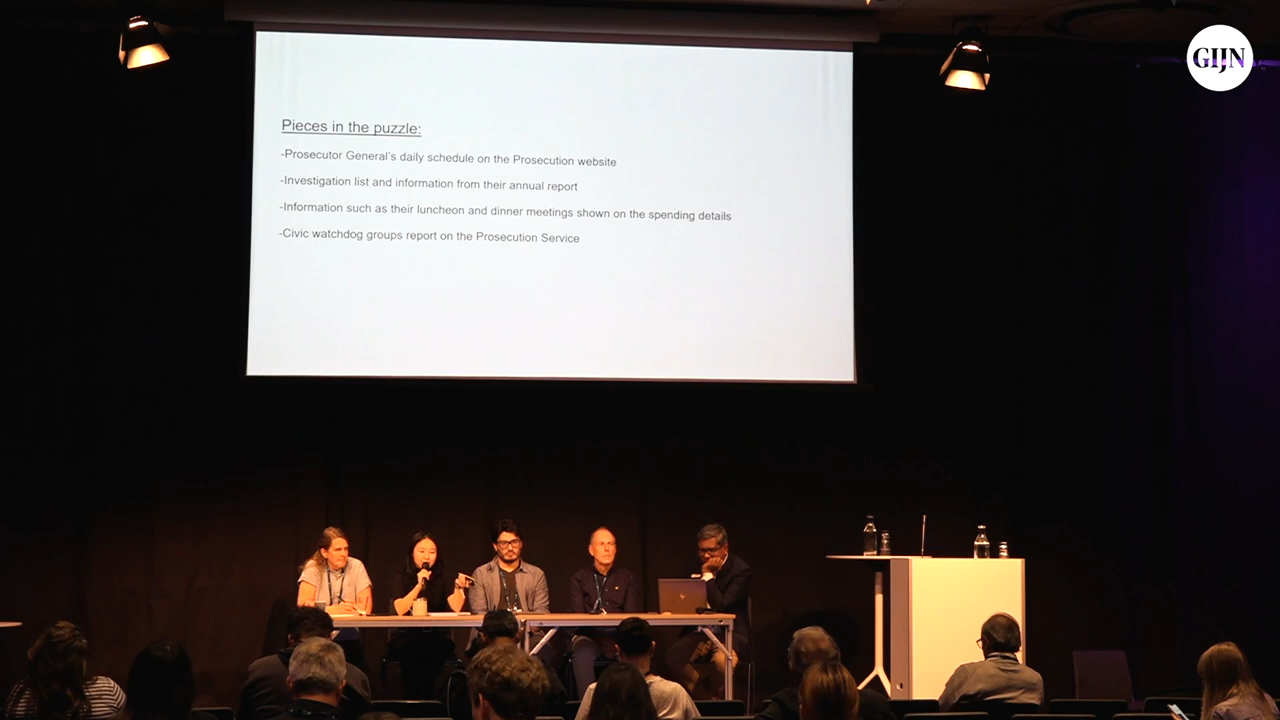 GIJN
Pieces in the puzzle:
-Prosecutor General's daily schedule on the Prosecution website
-Investigation list and information from their annual report
-Information such as their luncheon and dinner meetings shown on the spending details
-Civic watchdog groups report on the Prosecution Service